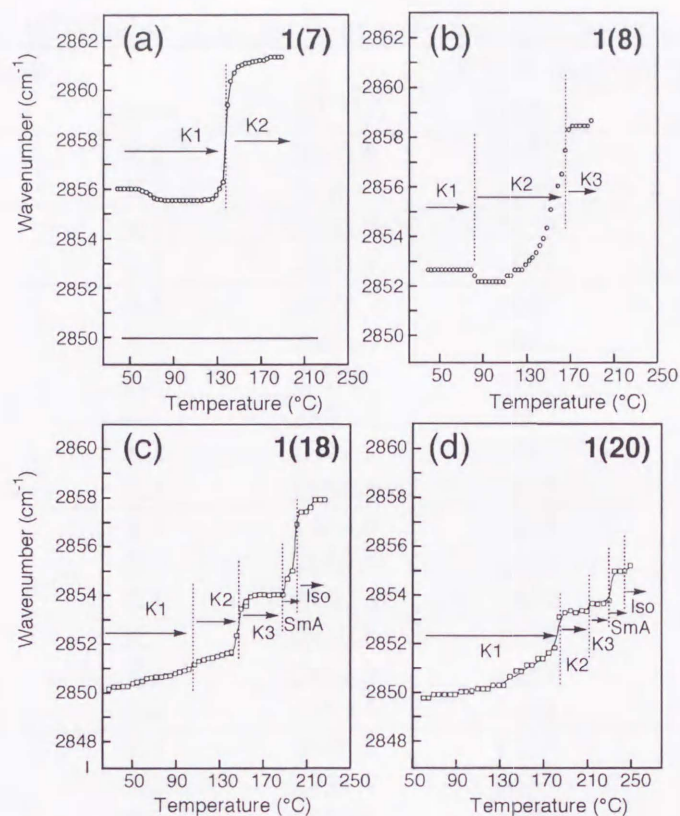 (a) 1(7)
Wavenumber (cm⁻¹)
2862
2860
2858
2856
2854
2852
2850
K1
K2
50 90 130 170 210 250
Temperature (°C)
(b) 1(8)
2862
2860
2858
2856
2854
2852
2850
K1
K2
K3
50 90 130 170 210 250
Temperature (°C)
(c) 1(18)
Wavenumber (cm⁻¹)
2860
2858
2856
2854
2852
2850
2848
K1
K2
K3
SmA
Iso
50 90 130 170 210 250
Temperature (°C)
(d) 1(20)
2860
2858
2856
2854
2852
2850
2848
K1
K2
K3
SmA
Iso
50 90 130 170 210 250
Temperature (°C)